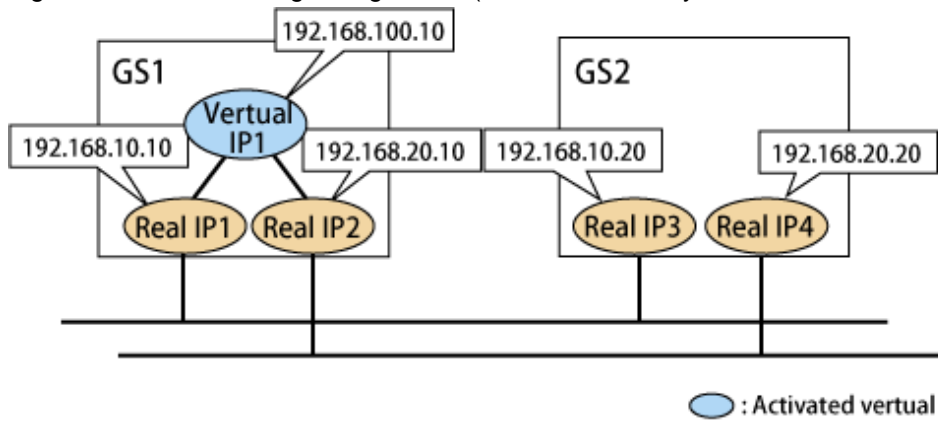 192.168.100.10
GS1
GS2
Vertual
IP1
192.168.10.10
192.168.20.10
192.168.10.20
192.168.20.20
Real IP1
Real IP2
Real IP3
Real IP4
: Activated vertual